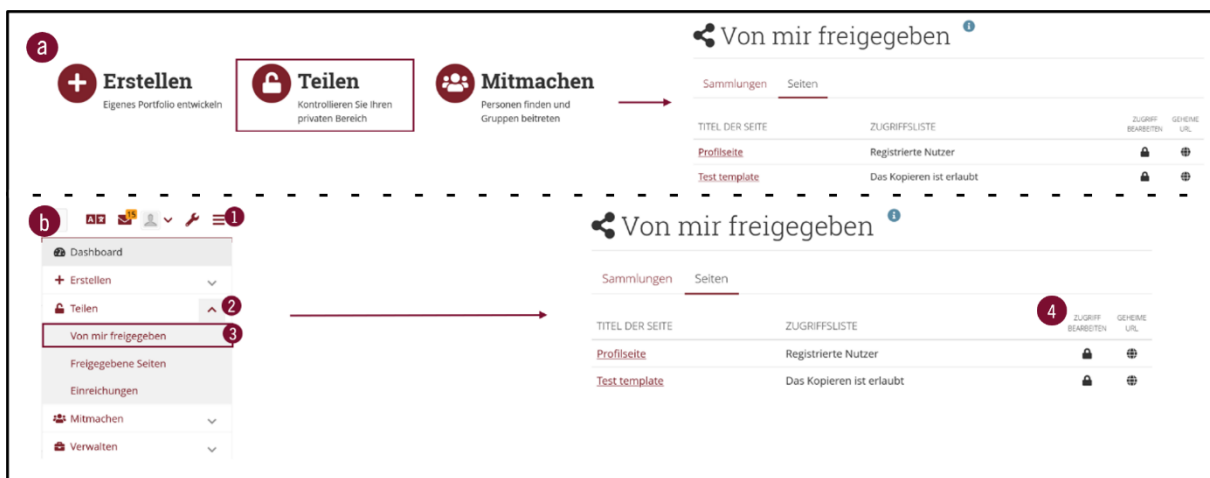 a
Erstellen
Eigenes Portfolio entwickeln
Teilen
Kontrollieren Sie Ihren
privaten Bereich
Mitmachen
Personen finden und
Gruppen beitreten
Von mir freigegeben i
Sammlungen Seiten
TITEL DER SEITE ZUGRIFFSLISTE ZUGRIFF BEARBEITEN GEHEIME URL
Profilseite Registrierte Nutzer
Test template Das Kopieren ist erlaubt
b
A 15 1
Dashboard
Erstellen
Teilen 2
Von mir freigegeben 3
Freigegebene Seiten
Einreichungen
Mitmachen
Verwalten
Von mir freigegeben i
Sammlungen Seiten
TITEL DER SEITE ZUGRIFFSLISTE 4 ZUGRIFF BEARBEITEN GEHEIME URL
Profilseite Registrierte Nutzer
Test template Das Kopieren ist erlaubt